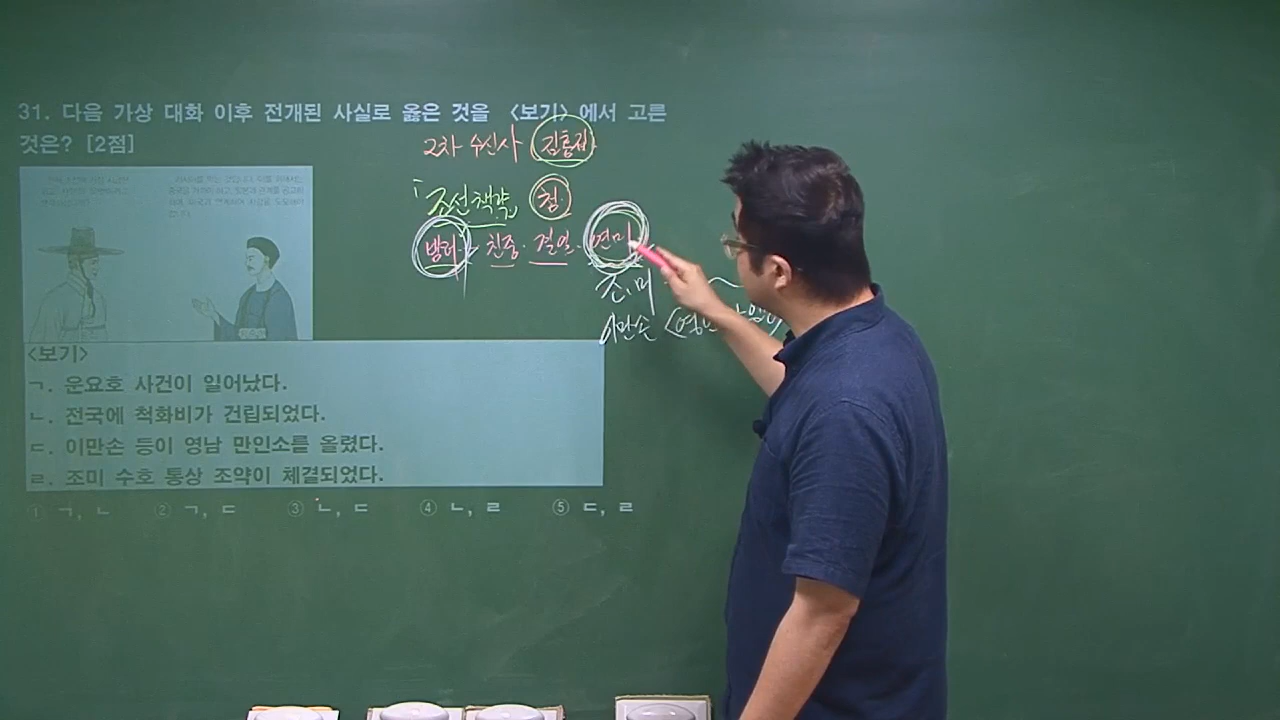 31. 다음 가상 대화 이후 전개된 사실로 옳은 것을 <보기>에서 고른
것은? [2점]
2차 수신사 김홍집
「조선책략」 청
방러 친중·결일·연미
조.미
이만손
<보기>
ㄱ. 운요호 사건이 일어났다.
ㄴ. 전국에 척화비가 건립되었다.
ㄷ. 이만손 등이 영남 만인소를 올렸다.
ㄹ. 조미 수호 통상 조약이 체결되었다.
① ㄱ, ㄴ ② ㄱ, ㄷ ③ ㄴ, ㄷ ④ ㄴ, ㄹ ⑤ ㄷ, ㄹ